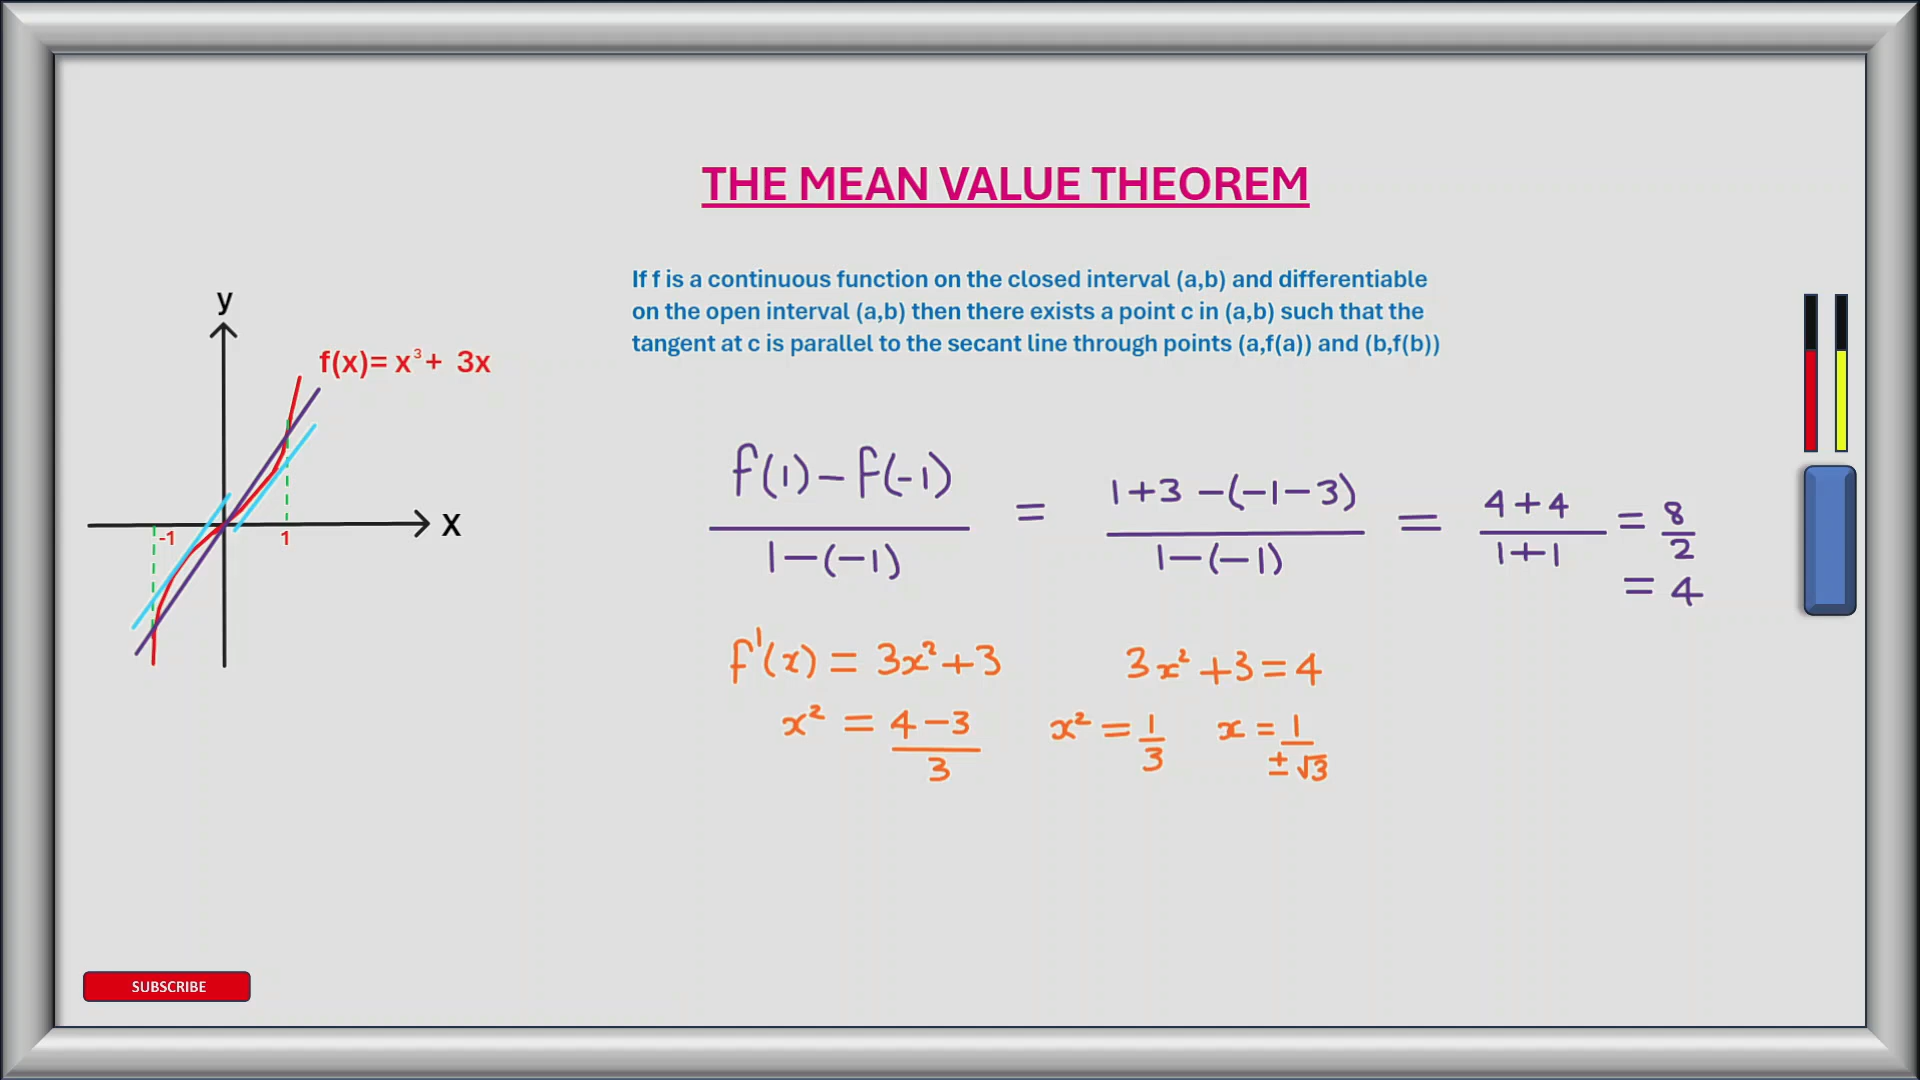 THE MEAN VALUE THEOREM
If f is a continuous function on the closed interval (a,b) and differentiable
on the open interval (a,b) then there exists a point c in (a,b) such that the
tangent at c is parallel to the secant line through points (a,f(a)) and (b,f(b))
y
f(x)= x³+ 3x
X
-1
1
f(1)-f(-1) / 1-(-1) = 1+3-(-1-3) / 1-(-1) = 4+4 / 1+1 = 8/2
= 4
f'(x) = 3x²+3
3x²+3=4
x² = 4-3 / 3
x² = 1/3
x = 1 / ±√3
SUBSCRIBE